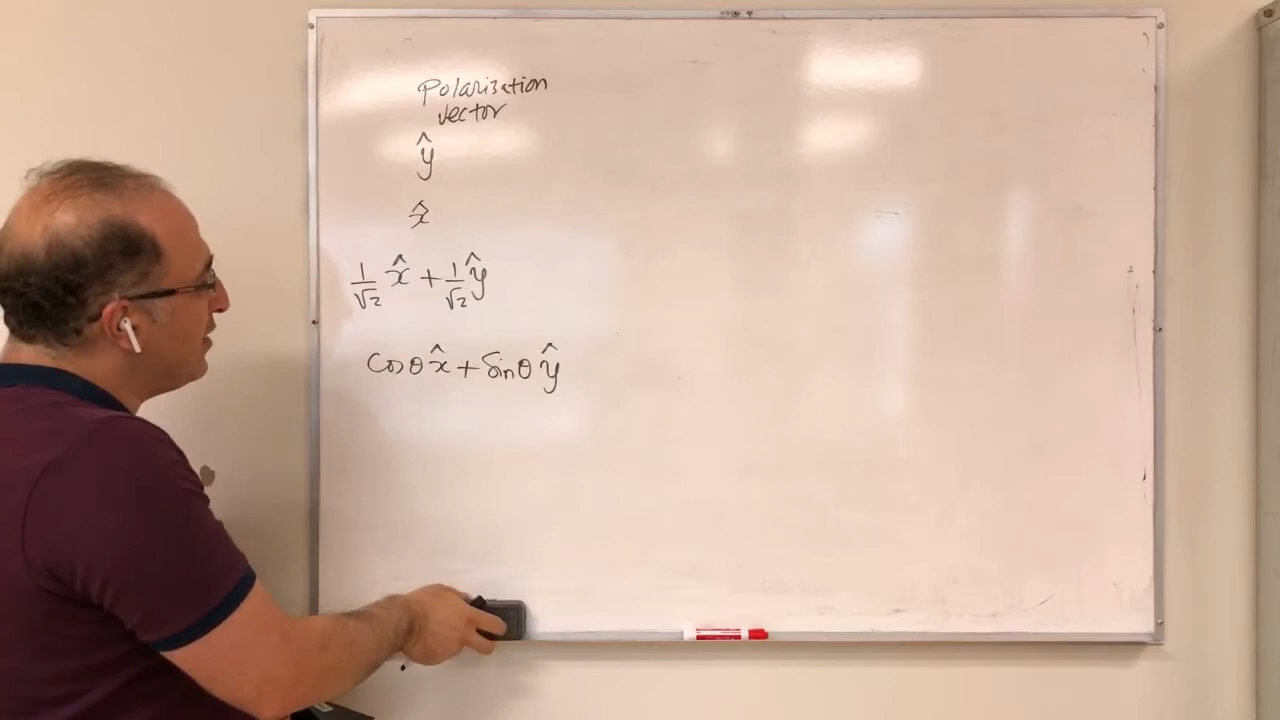 Polarization
vector
ŷ
x̂
1/√2 x̂ + 1/√2 ŷ
cosθ x̂ + sinθ ŷ